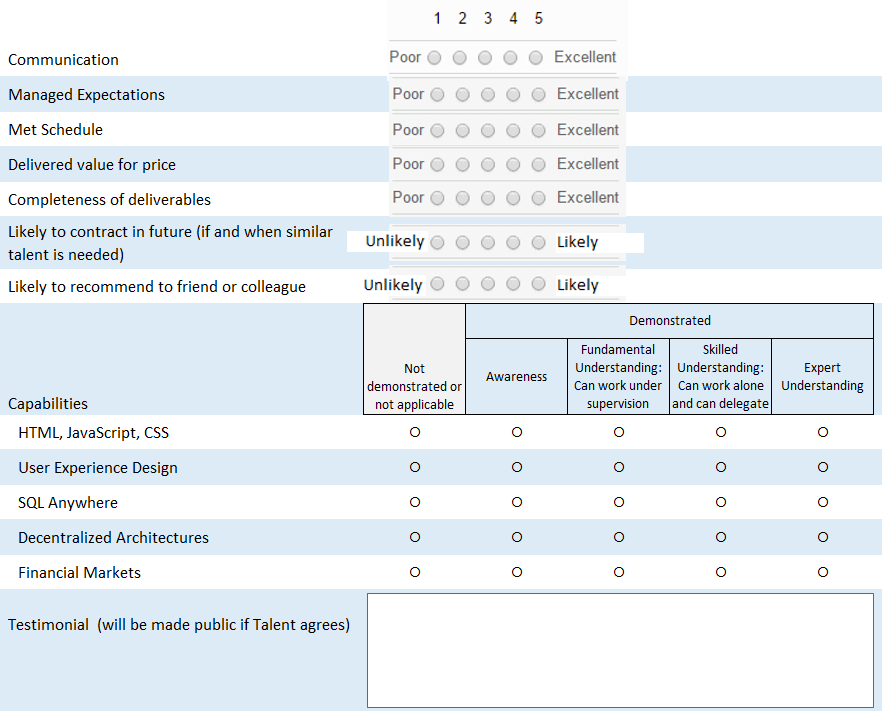 1 2 3 4 5
Communication Poor Excellent
Managed Expectations Poor Excellent
Met Schedule Poor Excellent
Delivered value for price Poor Excellent
Completeness of deliverables Poor Excellent
Likely to contract in future (if and when similar
talent is needed) Unlikely Likely
Likely to recommend to friend or colleague Unlikely Likely
Capabilities
Not
demonstrated or
not applicable
Demonstrated
Awareness
Fundamental
Understanding:
Can work under
supervision
Skilled
Understanding:
Can work alone
and can delegate
Expert
Understanding
HTML, JavaScript, CSS
User Experience Design
SQL Anywhere
Decentralized Architectures
Financial Markets
Testimonial (will be made public if Talent agrees)